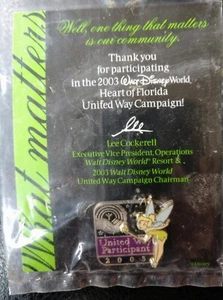 What matters
Well, one thing that matters
is our community.
Thank you
for participating
in the 2003 Walt Disney World
Heart of Florida
United Way Campaign!
Lee
Lee Cockerell
Executive Vice President, Operations
Walt Disney World® Resort &
2003 Walt Disney World
United Way Campaign Chairman
United Way
Participant
2003